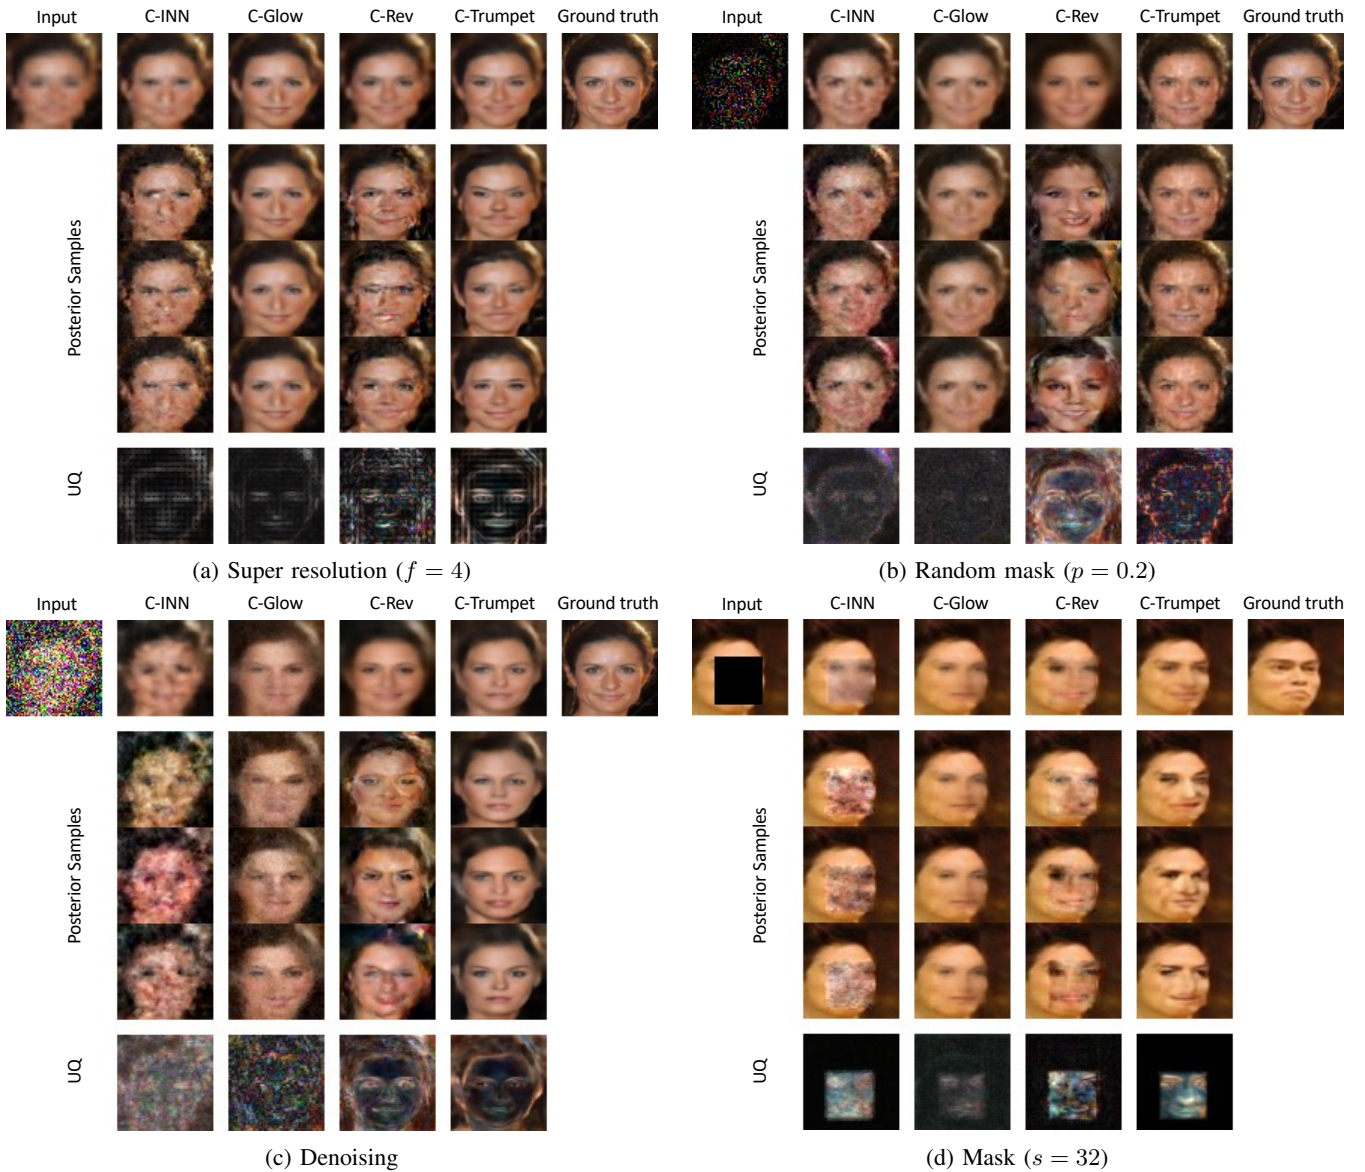 Input C-INN C-Glow C-Rev C-Trumpet Ground truth
Posterior Samples
UQ
(a) Super resolution (f = 4)
Input C-INN C-Glow C-Rev C-Trumpet Ground truth
Posterior Samples
UQ
(b) Random mask (p = 0.2)
Input C-INN C-Glow C-Rev C-Trumpet Ground truth
Posterior Samples
UQ
(c) Denoising
Input C-INN C-Glow C-Rev C-Trumpet Ground truth
Posterior Samples
UQ
(d) Mask (s = 32)